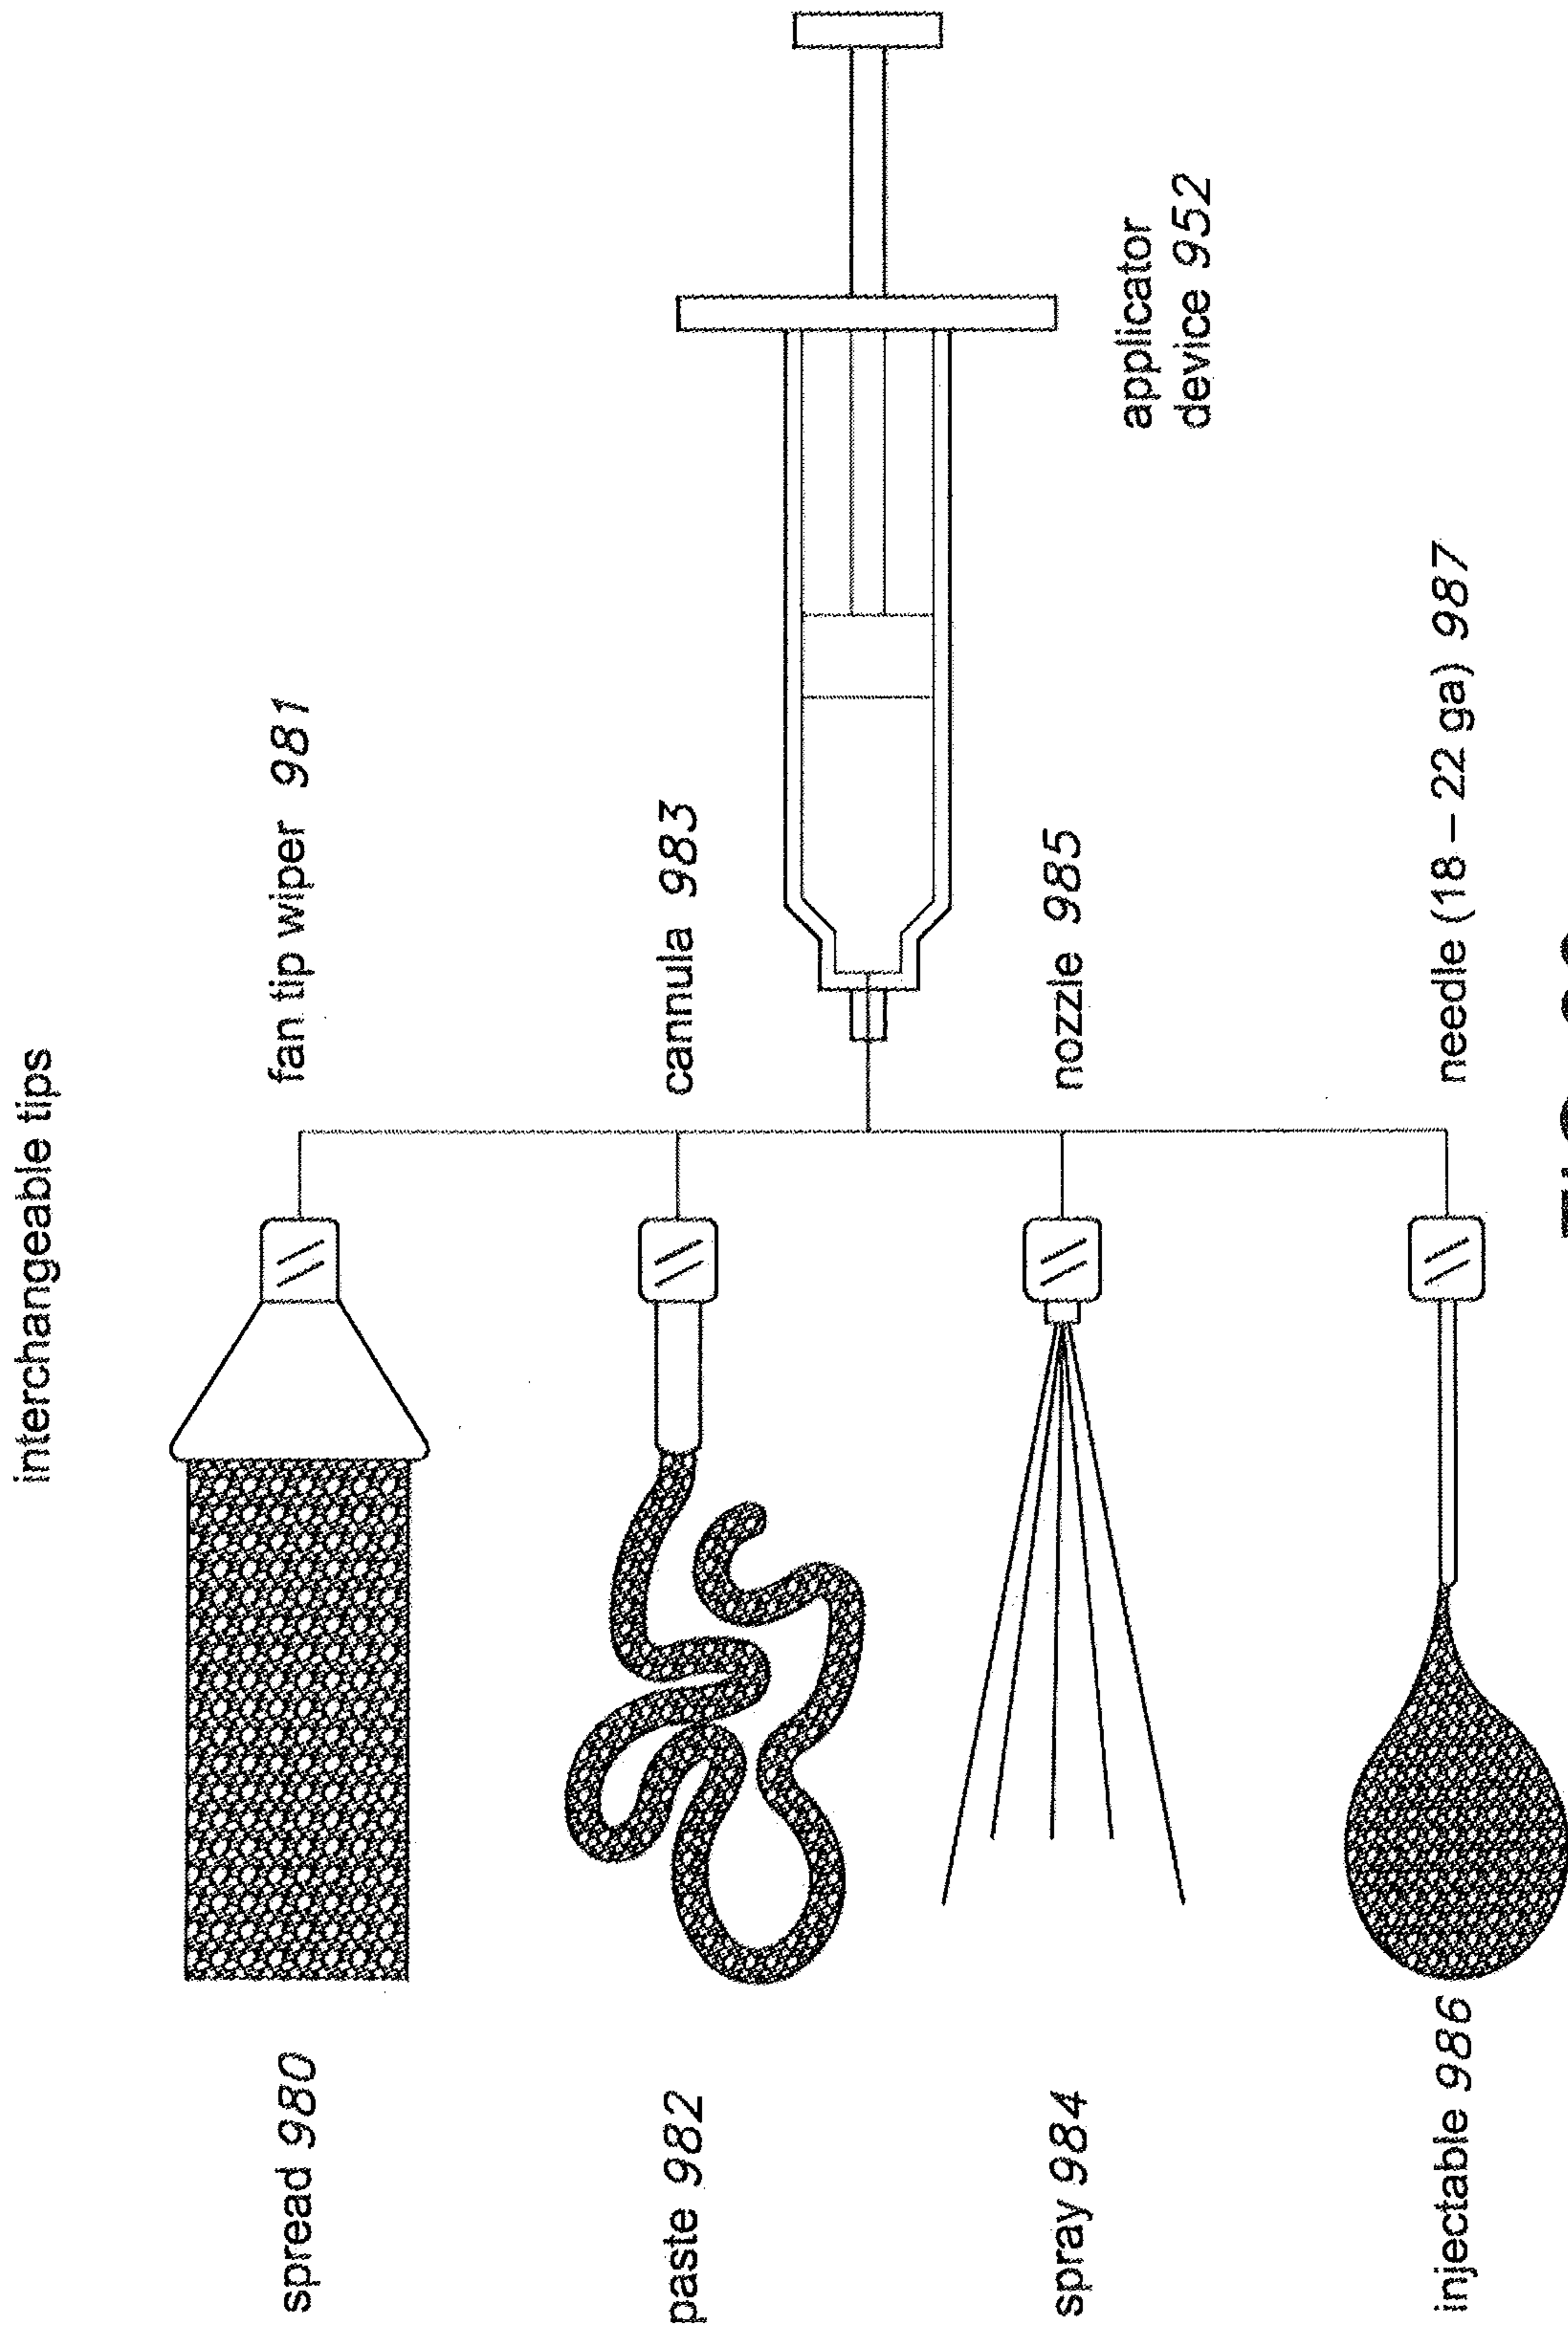 interchangeable tips
spread 980
fan tip wiper 981
paste 982
cannula 983
applicator
device 952
spray 984
nozzle 985
injectable 986
needle (18 – 22 ga) 987